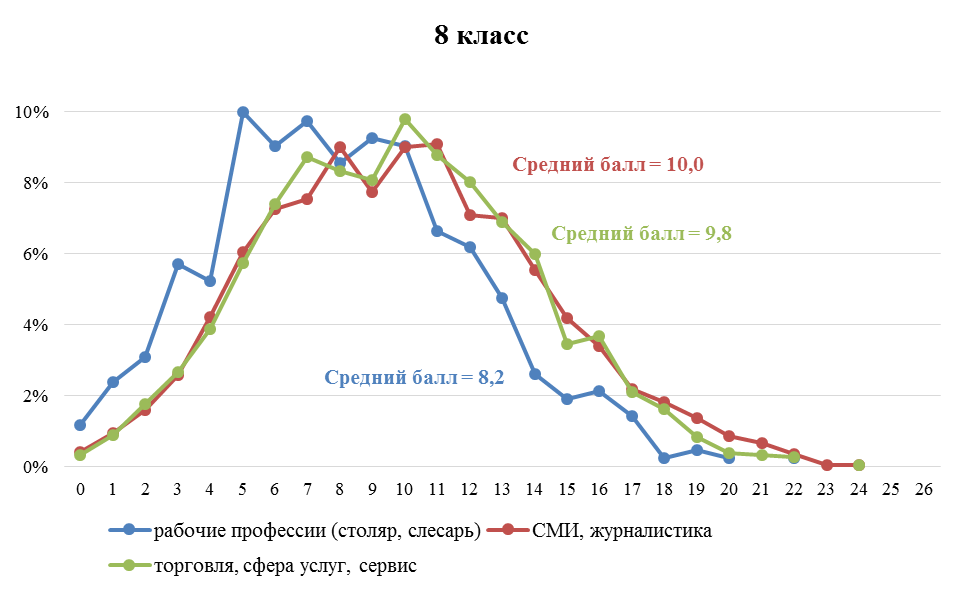 8 класс
10%
8%
6%
4%
2%
0%
Средний балл = 10,0
Средний балл = 9,8
Средний балл = 8,2
0 1 2 3 4 5 6 7 8 9 10 11 12 13 14 15 16 17 18 19 20 21 22 23 24 25 26
рабочие профессии (столяр, слесарь) СМИ, журналистика
торговля, сфера услуг, сервис